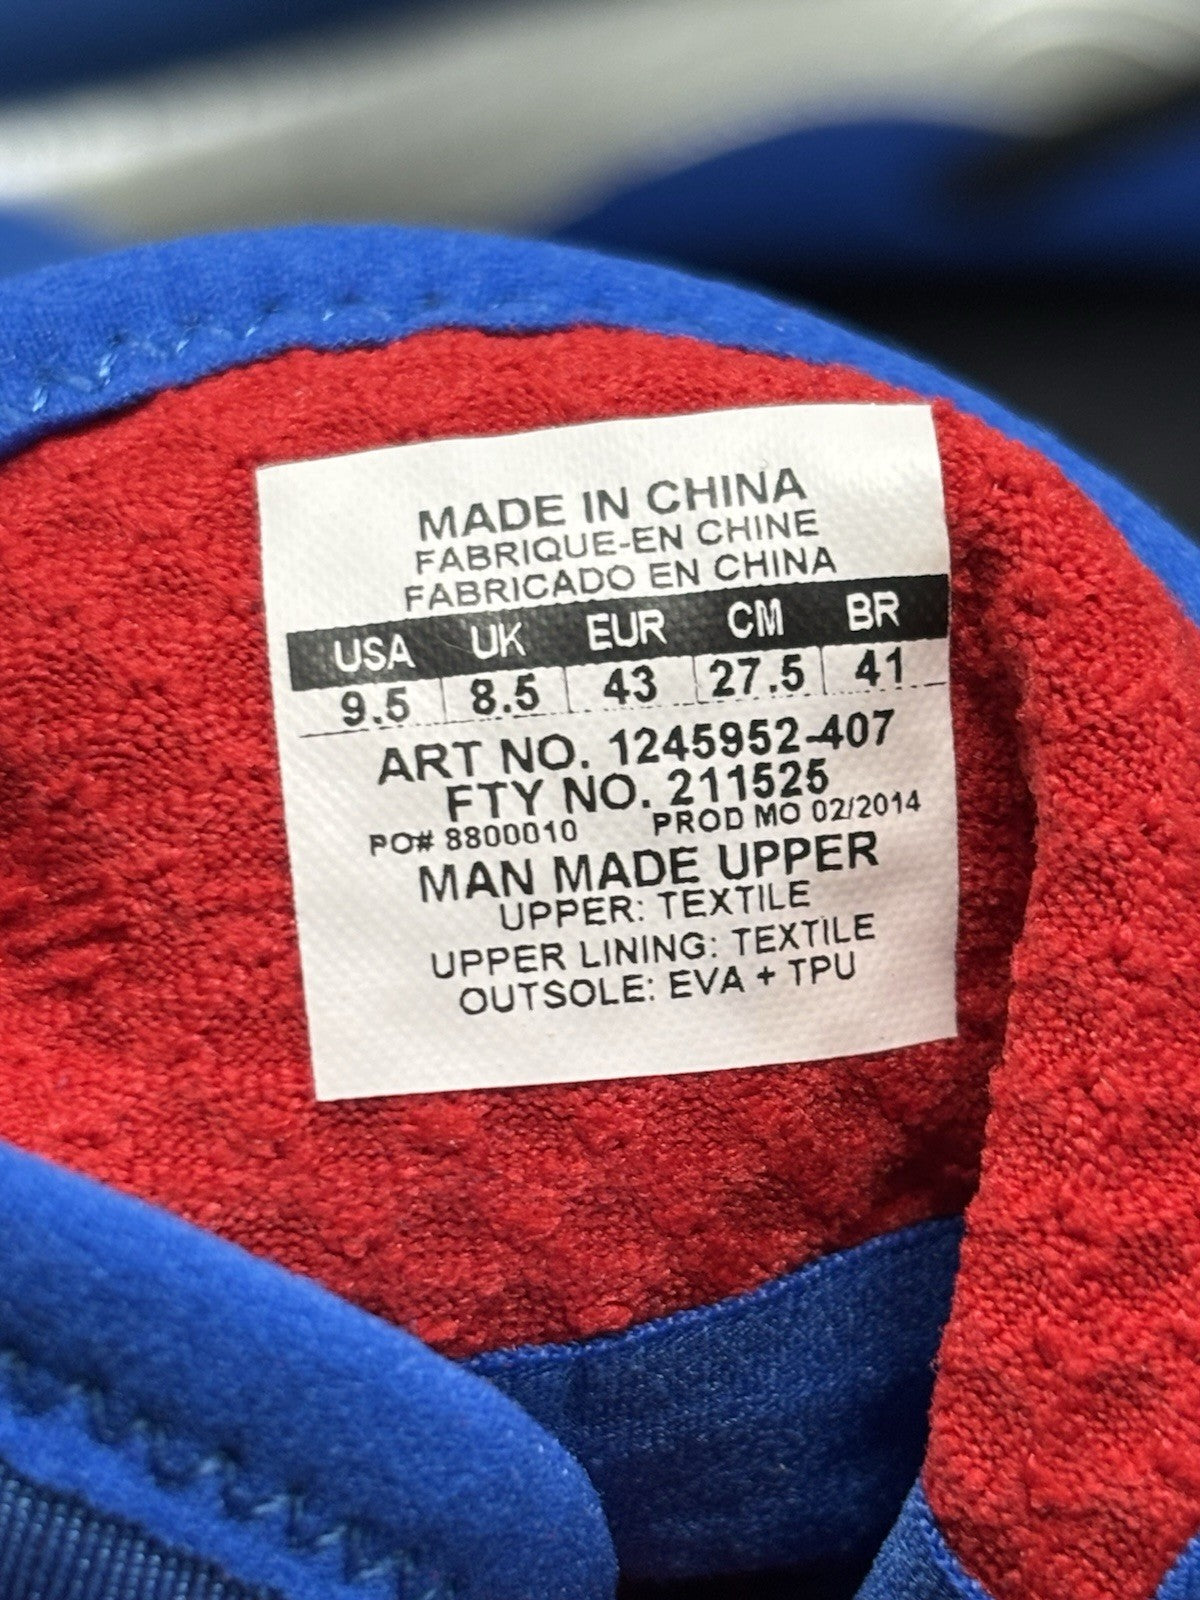 MADE IN CHINA
FABRIQUE-EN CHINE
FABRICADO EN CHINA
USA UK EUR CM BR
9.5 8.5 43 27.5 41
ART NO. 1245952-407
FTY NO. 211525
PO# 8800010 PROD MO 02/2014
MAN MADE UPPER
UPPER: TEXTILE
UPPER LINING: TEXTILE
OUTSOLE: EVA + TPU